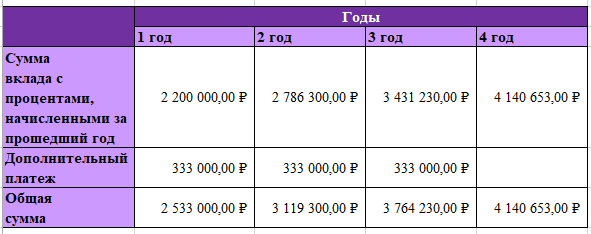 Годы
1 год 2 год 3 год 4 год
Сумма
вклада с
процентами,
начисленными за
прошедший год
2 200 000,00 ₽ 2 786 300,00 ₽ 3 431 230,00 ₽ 4 140 653,00 ₽
Дополнительный
платеж
333 000,00 ₽ 333 000,00 ₽ 333 000,00 ₽
Общая
сумма
2 533 000,00 ₽ 3 119 300,00 ₽ 3 764 230,00 ₽ 4 140 653,00 ₽